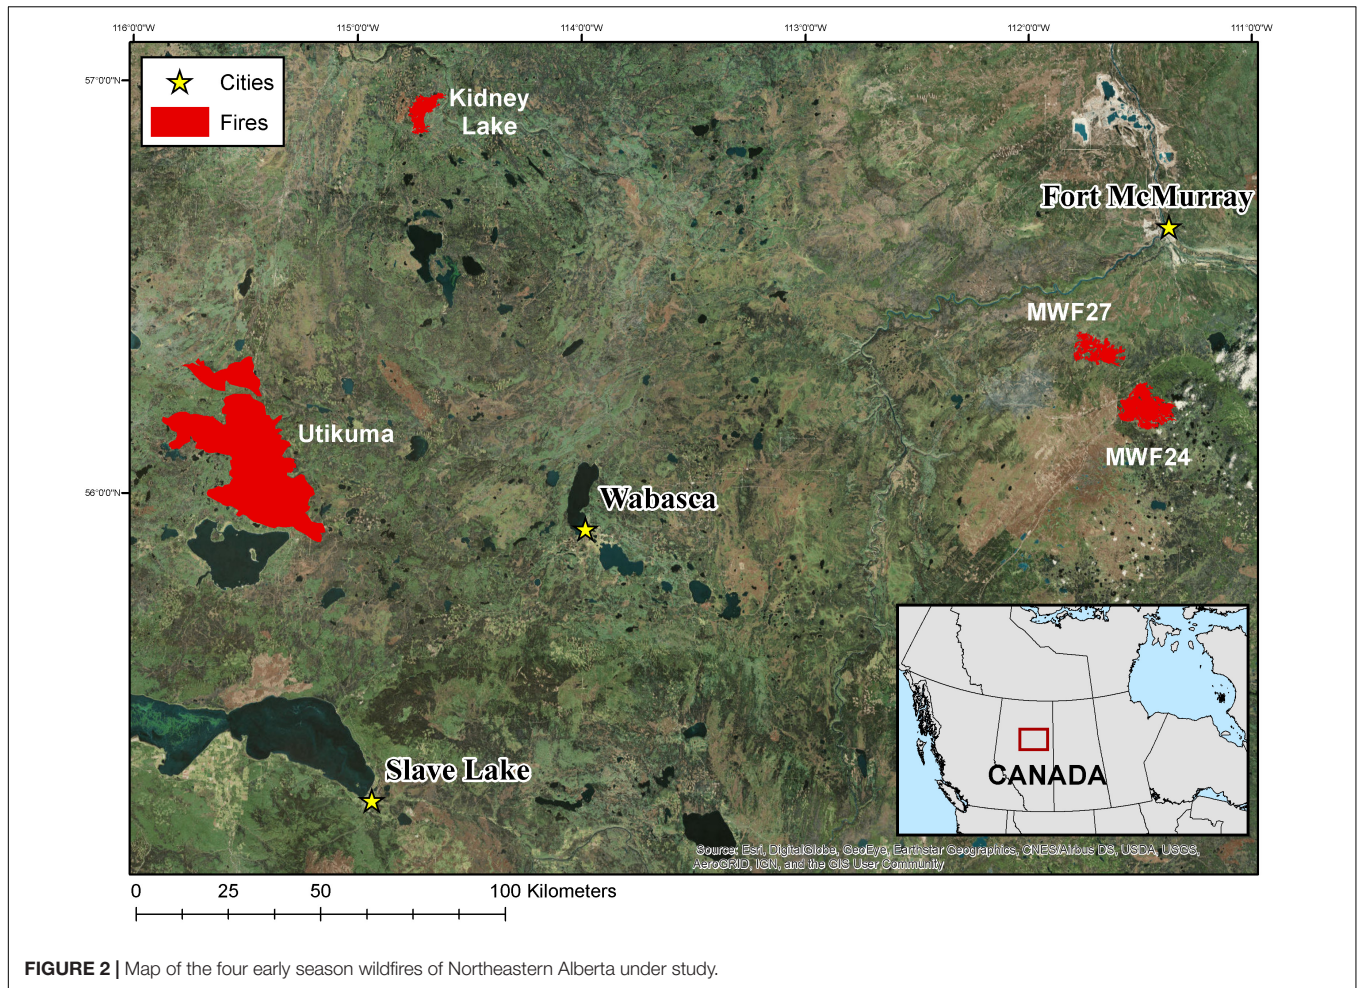 116°0'0"W 115°0'0"W 114°0'0"W 113°0'0"W 112°0'0"W 111°0'0"W
57°0'0"N
Cities
Fires
Kidney
Lake
Fort McMurray
MWF27
Utikuma
MWF24
56°0'0"N
Wabasca
Slave Lake
CANADA
Source: Esri, DigitalGlobe, GeoEye, Earthstar Geographics, CNES/Airbus DS, USDA, USGS,
AeroGRID, IGN, and the GIS User Community
0 25 50 100 Kilometers
FIGURE 2 | Map of the four early season wildfires of Northeastern Alberta under study.